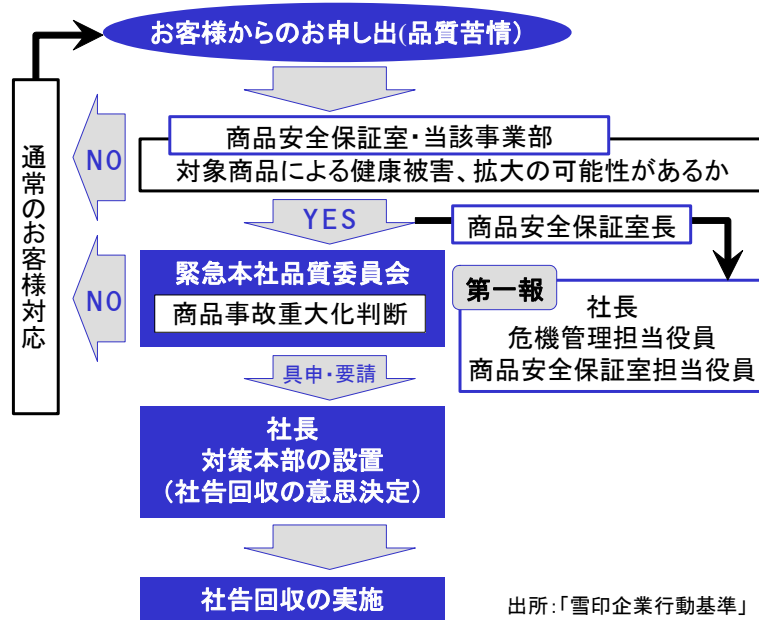 お客様からのお申し出(品質苦情)
商品安全保証室・当該事業部
対象商品による健康被害、拡大の可能性があるか
NO
YES
商品安全保証室長
通常のお客様対応
緊急本社品質委員会
商品事故重大化判断
NO
第一報
社長
危機管理担当役員
商品安全保証室担当役員
具申・要請
社長
対策本部の設置
(社告回収の意思決定)
社告回収の実施
出所:「雪印企業行動基準」